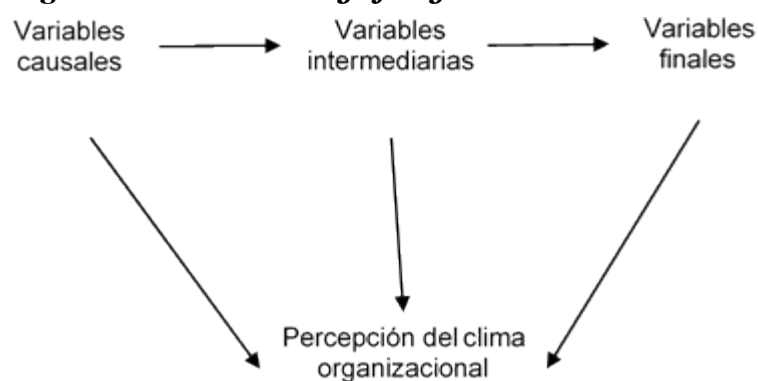 Variables
causales
Variables
intermediarias
Variables
finales
Percepción del clima
organizacional